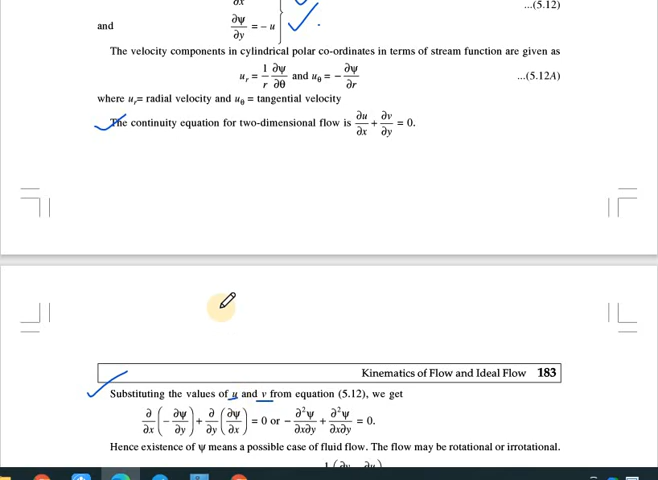 ∂x
...(5.12)
and ∂ψ/∂y = – u
The velocity components in cylindrical polar co-ordinates in terms of stream function are given as
u_r = 1/r ∂ψ/∂θ and u_θ = – ∂ψ/∂r ...(5.12A)
where u_r = radial velocity and u_θ = tangential velocity
The continuity equation for two-dimensional flow is ∂u/∂x + ∂v/∂y = 0.
Kinematics of Flow and Ideal Flow 183
Substituting the values of u and v from equation (5.12), we get
∂/∂x (– ∂ψ/∂y) + ∂/∂y (∂ψ/∂x) = 0 or – ∂²ψ/∂x∂y + ∂²ψ/∂x∂y = 0.
Hence existence of ψ means a possible case of fluid flow. The flow may be rotational or irrotational.